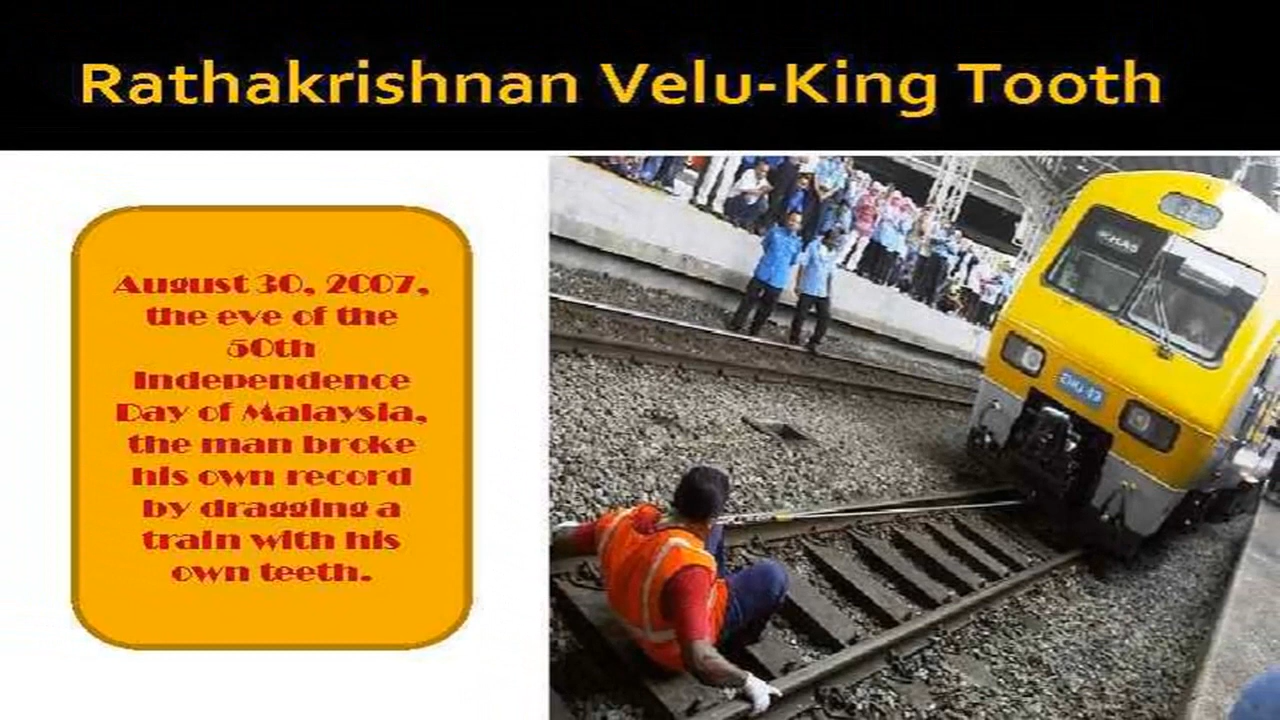 Rathakrishnan Velu-King Tooth
August 30, 2007,
the eve of the
50th
Independence
Day of Malaysia,
the man broke
his own record
by dragging a
train with his
own teeth.
KHAS